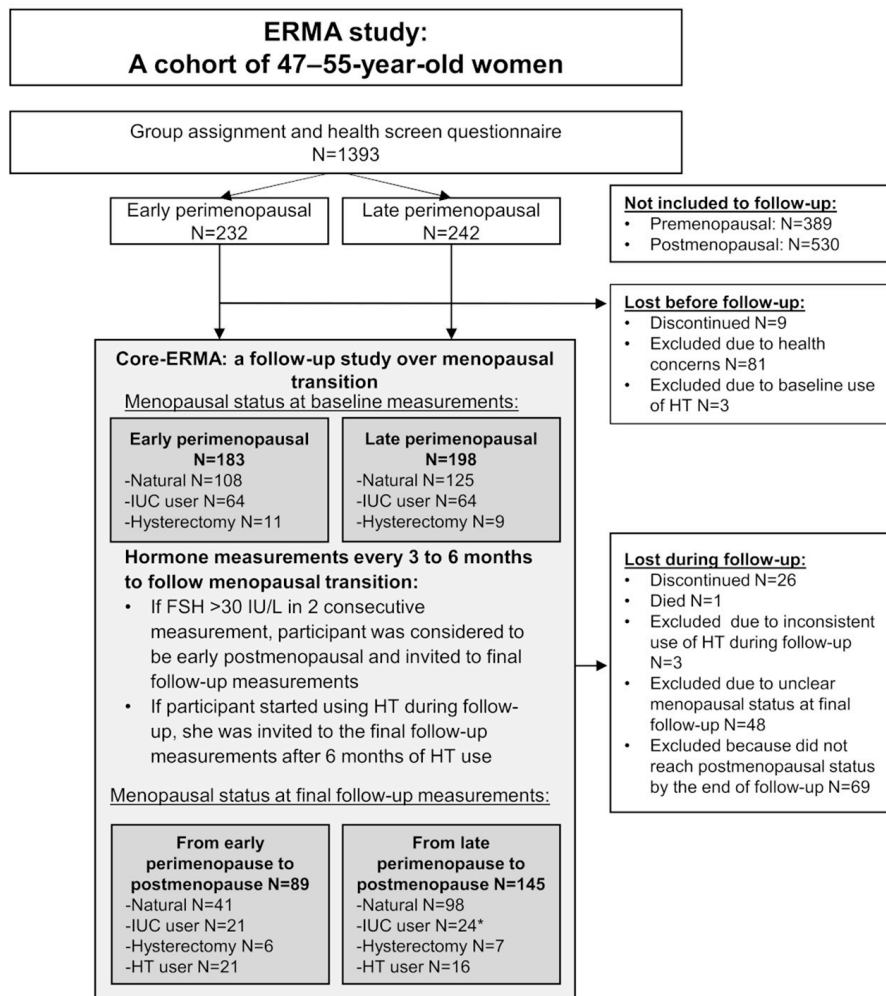 ERMA study:
A cohort of 47–55-year-old women
Group assignment and health screen questionnaire
N=1393
Early perimenopausal
N=232
Late perimenopausal
N=242
Not included to follow-up:
• Premenopausal: N=389
• Postmenopausal: N=530
Lost before follow-up:
• Discontinued N=9
• Excluded due to health
concerns N=81
• Excluded due to baseline use
of HT N=3
Core-ERMA: a follow-up study over menopausal
transition
Menopausal status at baseline measurements:
Early perimenopausal
N=183
-Natural N=108
-IUC user N=64
-Hysterectomy N=11
Late perimenopausal
N=198
-Natural N=125
-IUC user N=64
-Hysterectomy N=9
Hormone measurements every 3 to 6 months
to follow menopausal transition:
• If FSH >30 IU/L in 2 consecutive
measurement, participant was considered to
be early postmenopausal and invited to final
follow-up measurements
• If participant started using HT during follow-
up, she was invited to the final follow-up
measurements after 6 months of HT use
Lost during follow-up:
• Discontinued N=26
• Died N=1
• Excluded due to inconsistent
use of HT during follow-up
N=3
• Excluded due to unclear
menopausal status at final
follow-up N=48
• Excluded because did not
reach postmenopausal status
by the end of follow-up N=69
Menopausal status at final follow-up measurements:
From early
perimenopause to
postmenopause N=89
-Natural N=41
-IUC user N=21
-Hysterectomy N=6
-HT user N=21
From late
perimenopause to
postmenopause N=145
-Natural N=98
-IUC user N=24*
-Hysterectomy N=7
-HT user N=16